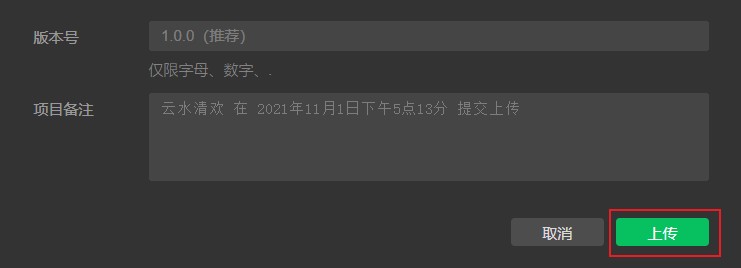 版本号
1.0.0（推荐）
仅限字母、数字、.
项目备注
云水清欢 在 2021年11月1日下午5点13分 提交上传
取消
上传